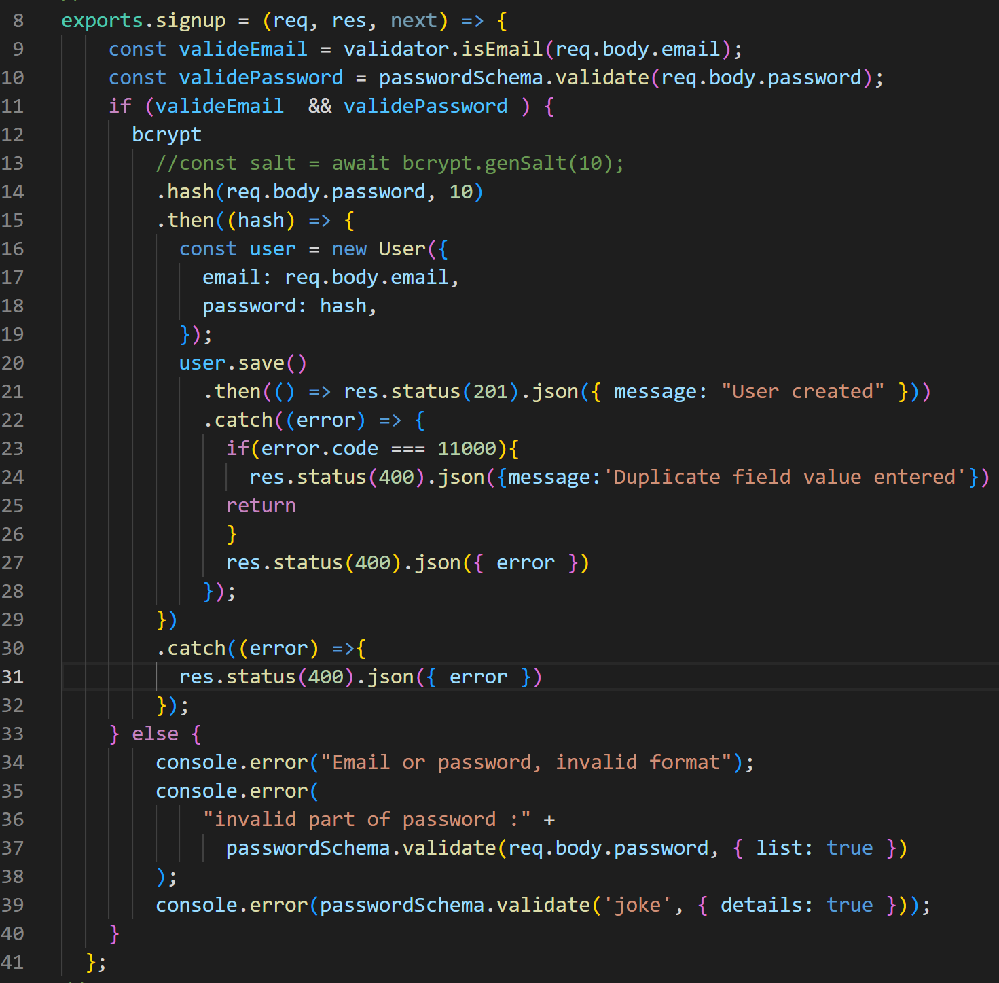 8 exports.signup = (req, res, next) => {
9 const valideEmail = validator.isEmail(req.body.email);
10 const validePassword = passwordSchema.validate(req.body.password);
11 if (valideEmail  && validePassword ) {
12 bcrypt
13 //const salt = await bcrypt.genSalt(10);
14 .hash(req.body.password, 10)
15 .then((hash) => {
16 const user = new User({
17 email: req.body.email,
18 password: hash,
19 });
20 user.save()
21 .then(() => res.status(201).json({ message: "User created" }))
22 .catch((error) => {
23 if(error.code === 11000){
24 res.status(400).json({message:'Duplicate field value entered'})
25 return
26 }
27 res.status(400).json({ error })
28 });
29 })
30 .catch((error) =>{
31 res.status(400).json({ error })
32 });
33 } else {
34 console.error("Email or password, invalid format");
35 console.error(
36 "invalid part of password :" +
37 passwordSchema.validate(req.body.password, { list: true })
38 );
39 console.error(passwordSchema.validate('joke', { details: true }));
40 }
41 };